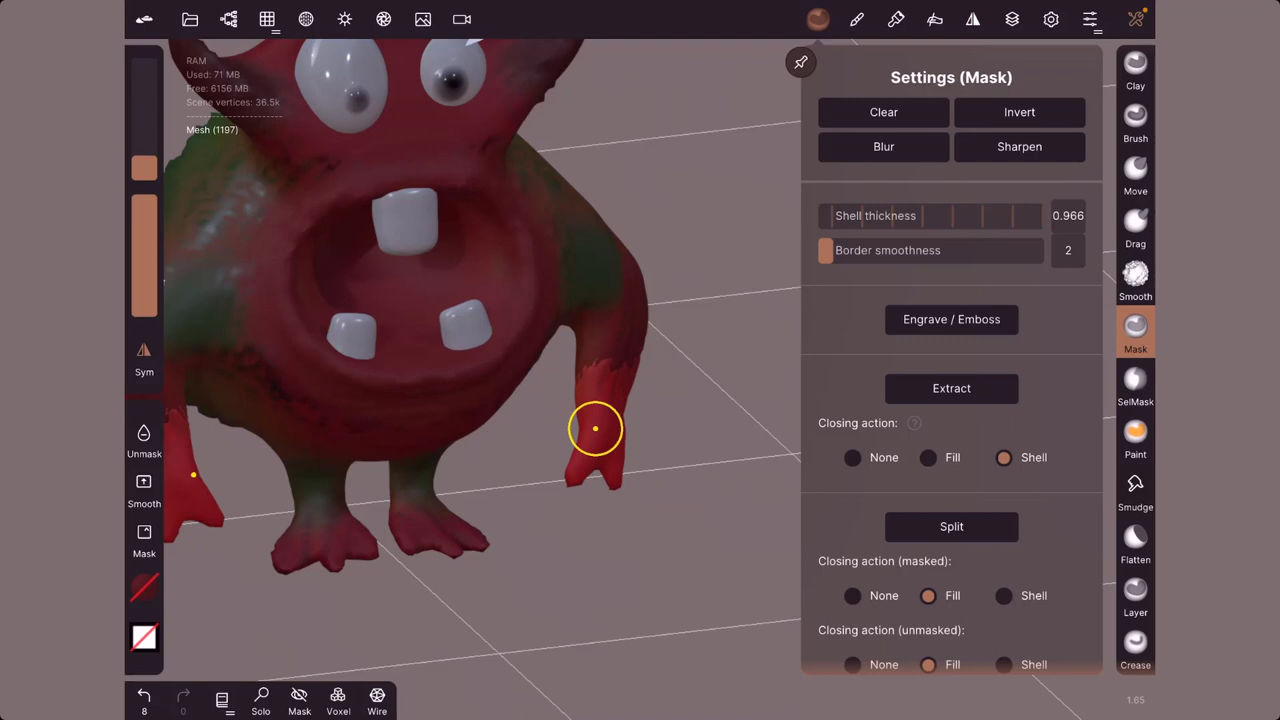 RAM
Used: 71 MB
Free: 6156 MB
Scene vertices: 36.5k
Mesh (1197)
Sym
Unmask
Smooth
Mask
8
0
Solo
Mask
Voxel
Wire
Settings (Mask)
Clear
Invert
Blur
Sharpen
Shell thickness
0.966
Border smoothness
2
Engrave / Emboss
Extract
Closing action:
?
None
Fill
Shell
Split
Closing action (masked):
None
Fill
Shell
Closing action (unmasked):
None
Fill
Shell
Clay
Brush
Move
Drag
Smooth
Mask
SelMask
Paint
Smudge
Flatten
Layer
Crease
1.65